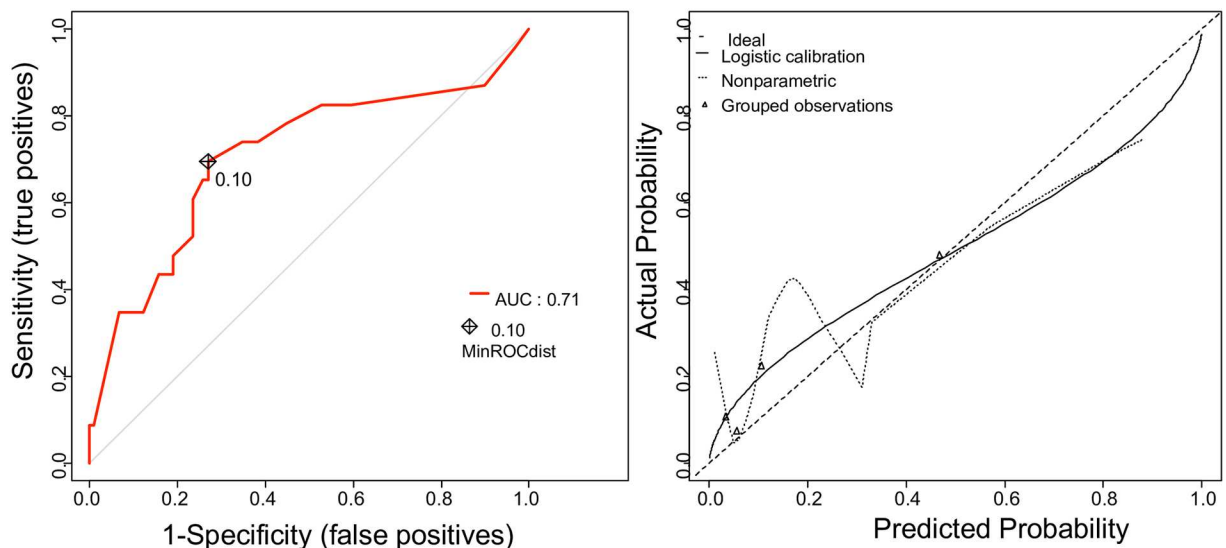 Sensitivity (true positives)
1.0
0.8
0.6
0.4
0.2
0.0
0.10
AUC : 0.71
0.10
MinROCdist
0.0 0.2 0.4 0.6 0.8 1.0
1-Specificity (false positives)
Actual Probability
1.0
0.8
0.6
0.4
0.2
0.0
Ideal
Logistic calibration
Nonparametric
Grouped observations
0.0 0.2 0.4 0.6 0.8 1.0
Predicted Probability